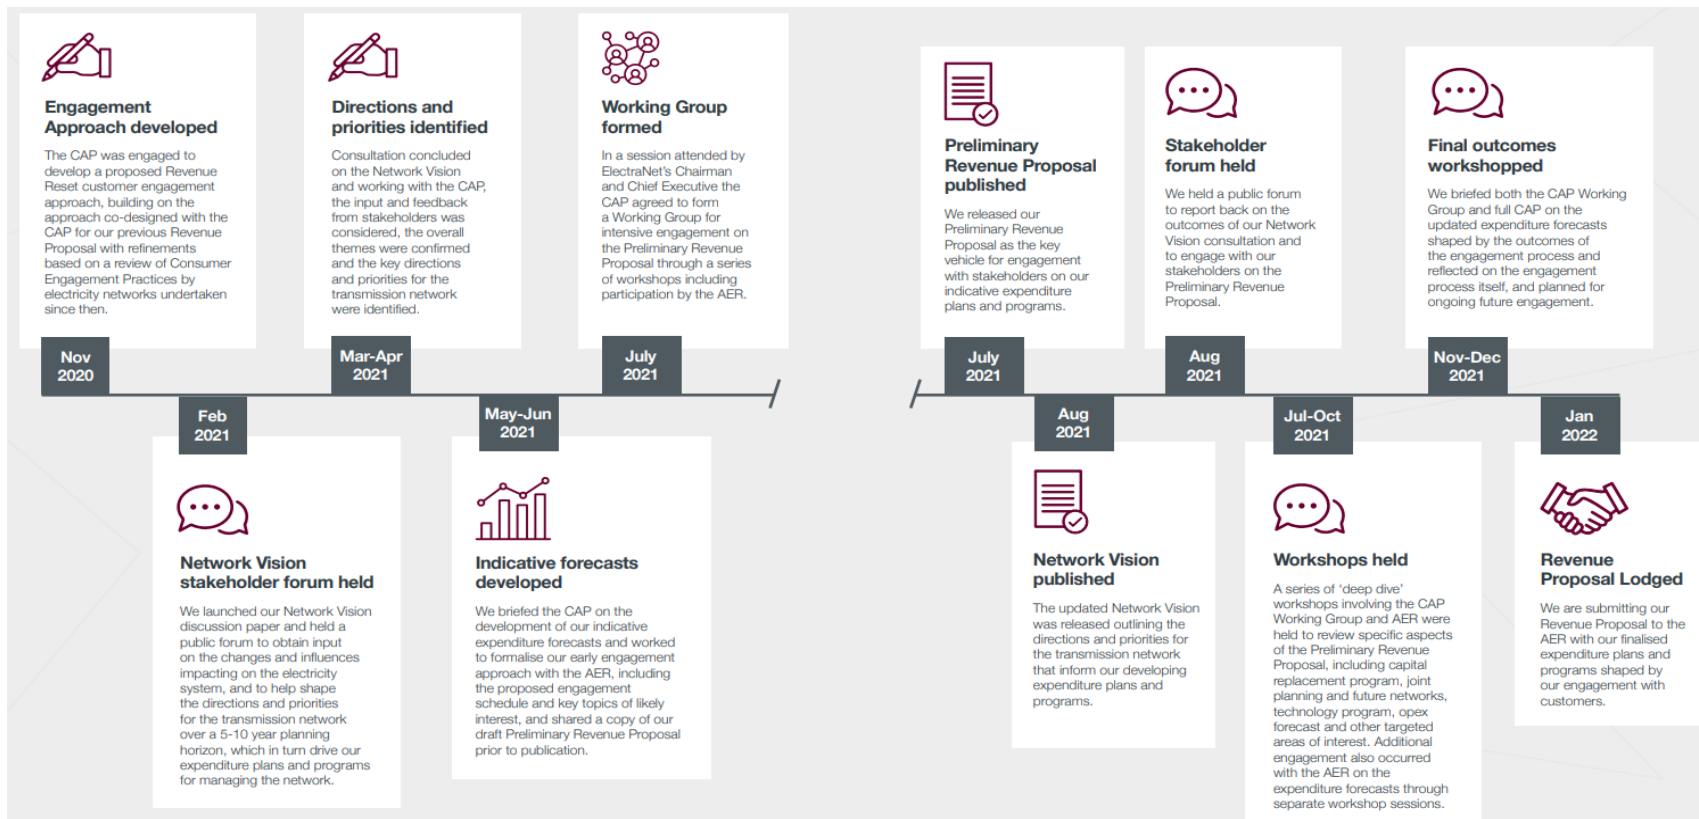 Engagement
Approach developed
The CAP was engaged to
develop a proposed Revenue
Reset customer engagement
approach, building on the
approach co-designed with the
CAP for our previous Revenue
Proposal with refinements
based on a review of Consumer
Engagement Practices by
electricity networks undertaken
since then.
Nov
2020
Feb
2021
Network Vision
stakeholder forum held
We launched our Network Vision
discussion paper and held a
public forum to obtain input
on the changes and influences
impacting on the electricity
system, and to help shape
the directions and priorities
for the transmission network
over a 5-10 year planning
horizon, which in turn drive our
expenditure plans and programs
for managing the network.
Directions and
priorities identified
Consultation concluded
on the Network Vision
and working with the CAP,
the input and feedback
from stakeholders was
considered, the overall
themes were confirmed
and the key directions
and priorities for the
transmission network
were identified.
Mar-Apr
2021
May-Jun
2021
Indicative forecasts
developed
We briefed the CAP on the
development of our indicative
expenditure forecasts and worked
to formalise our early engagement
approach with the AER, including
the proposed engagement
schedule and key topics of likely
interest, and shared a copy of our
draft Preliminary Revenue Proposal
prior to publication.
Working Group
formed
In a session attended by
ElectraNet's Chairman
and Chief Executive the
CAP agreed to form
a Working Group for
intensive engagement on
the Preliminary Revenue
Proposal through a series
of workshops including
participation by the AER.
July
2021
Preliminary
Revenue Proposal
published
We released our
Preliminary Revenue
Proposal as the key
vehicle for engagement
with stakeholders on our
indicative expenditure
plans and programs.
July
2021
Aug
2021
Network Vision
published
The updated Network Vision
was released outlining the
directions and priorities for
the transmission network
that inform our developing
expenditure plans and
programs.
Stakeholder
forum held
We held a public forum
to report back on the
outcomes of our Network
Vision consultation and
to engage with our
stakeholders on the
Preliminary Revenue
Proposal.
Aug
2021
Jul-Oct
2021
Workshops held
A series of 'deep dive'
workshops involving the CAP
Working Group and AER were
held to review specific aspects
of the Preliminary Revenue
Proposal, including capital
replacement program, joint
planning and future networks,
technology program, opex
forecast and other targeted
areas of interest. Additional
engagement also occurred
with the AER on the
expenditure forecasts through
separate workshop sessions.
Final outcomes
workshopped
We briefed both the CAP Working
Group and full CAP on the
updated expenditure forecasts
shaped by the outcomes of
the engagement process and
reflected on the engagement
process itself, and planned for
ongoing future engagement.
Nov-Dec
2021
Jan
2022
Revenue
Proposal Lodged
We are submitting our
Revenue Proposal to the
AER with our finalised
expenditure plans and
programs shaped by
our engagement with
customers.